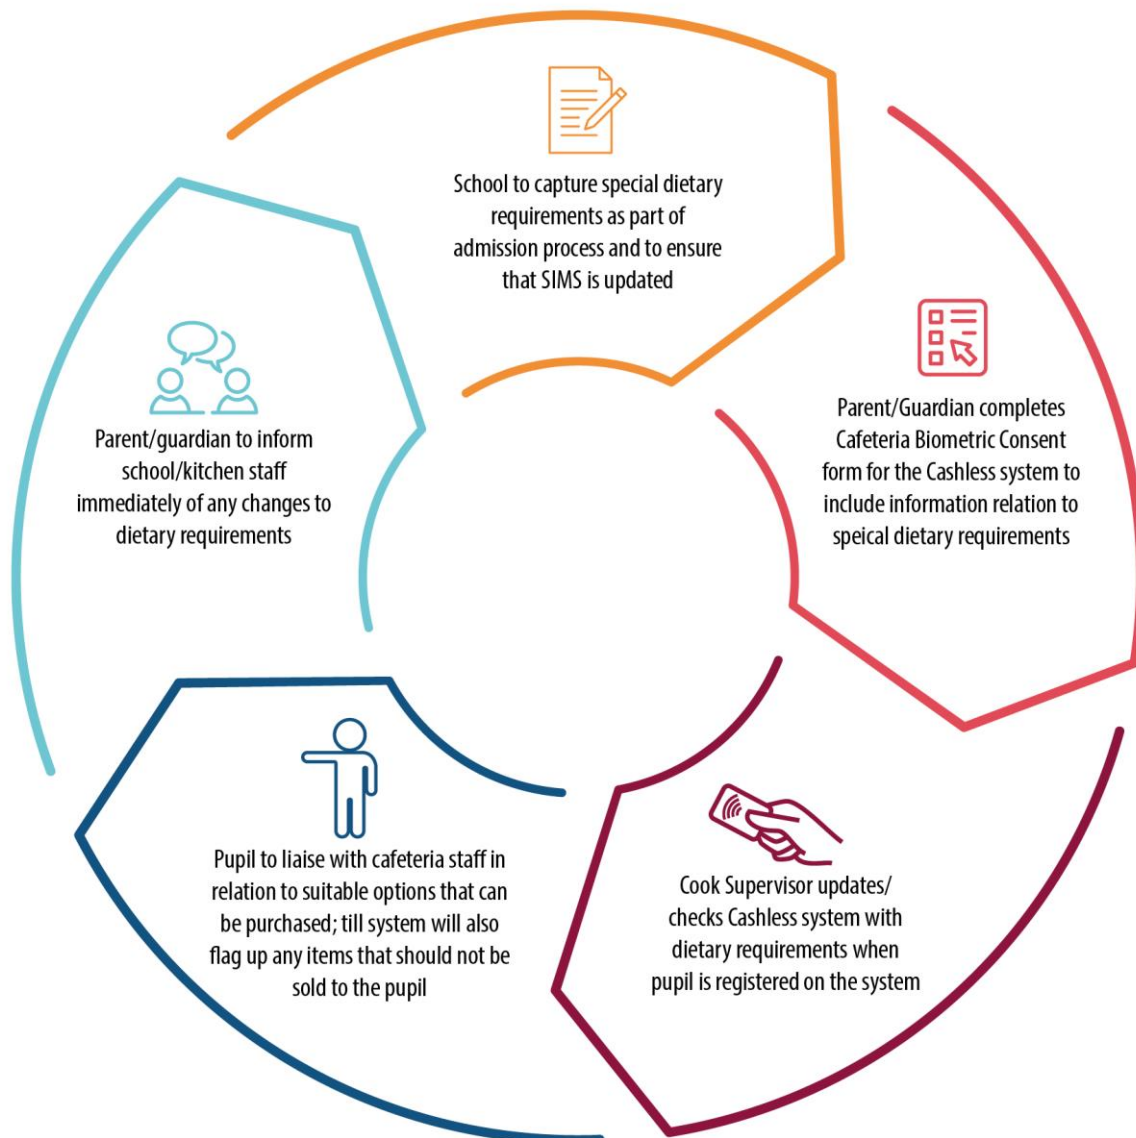 School to capture special dietary
requirements as part of
admission process and to ensure
that SIMS is updated
Parent/Guardian completes
Cafeteria Biometric Consent
form for the Cashless system to
include information relation to
speical dietary requirements
Cook Supervisor updates/
checks Cashless system with
dietary requirements when
pupil is registered on the system
Pupil to liaise with cafeteria staff in
relation to suitable options that can
be purchased; till system will also
flag up any items that should not be
sold to the pupil
Parent/guardian to inform
school/kitchen staff
immediately of any changes to
dietary requirements